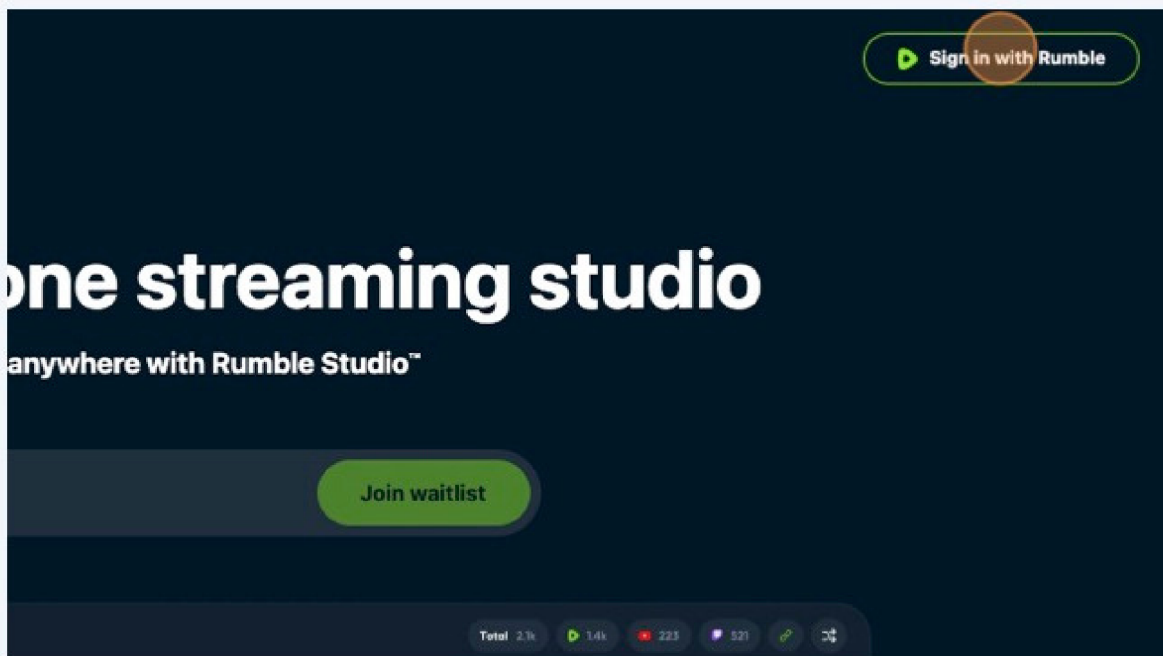 Sign in with Rumble
one streaming studio
anywhere with Rumble Studio™
Join waitlist
Total 2.1k 1.4k 223 521